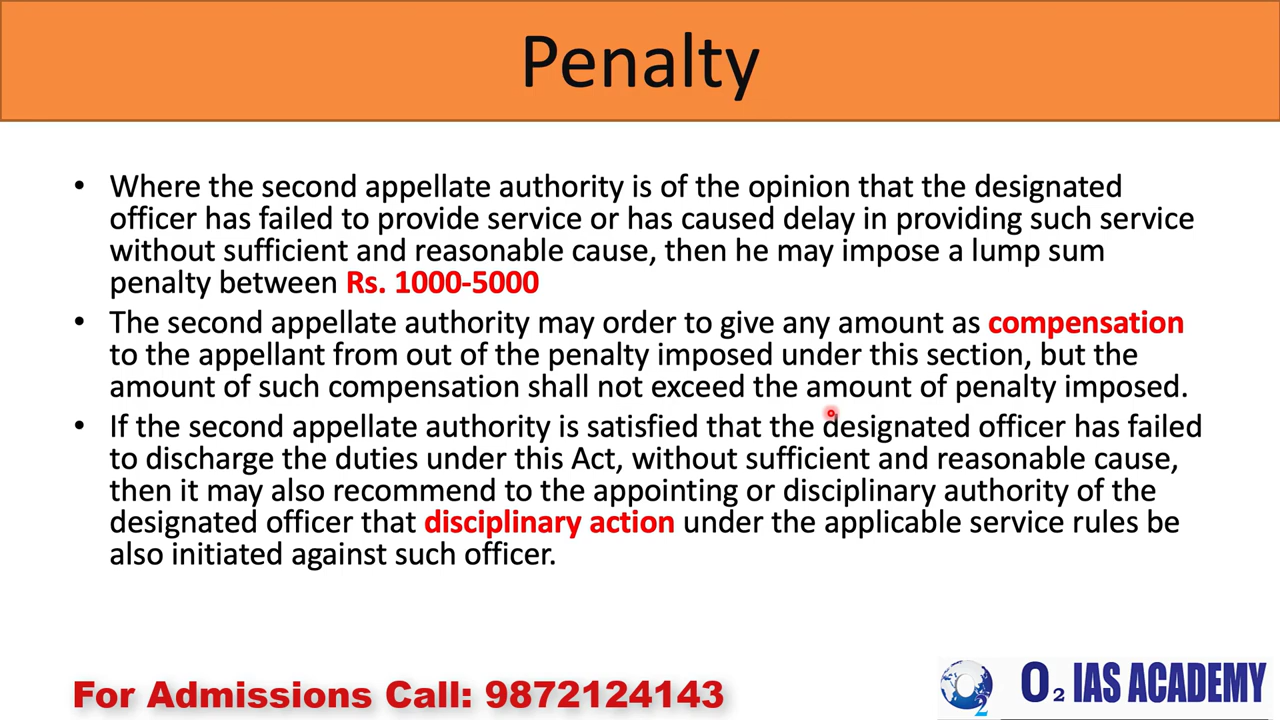 Penalty
• Where the second appellate authority is of the opinion that the designated
officer has failed to provide service or has caused delay in providing such service
without sufficient and reasonable cause, then he may impose a lump sum
penalty between Rs. 1000-5000
• The second appellate authority may order to give any amount as compensation
to the appellant from out of the penalty imposed under this section, but the
amount of such compensation shall not exceed the amount of penalty imposed.
• If the second appellate authority is satisfied that the designated officer has failed
to discharge the duties under this Act, without sufficient and reasonable cause,
then it may also recommend to the appointing or disciplinary authority of the
designated officer that disciplinary action under the applicable service rules be
also initiated against such officer.
For Admissions Call: 9872124143
2
O₂ IAS ACADEMY